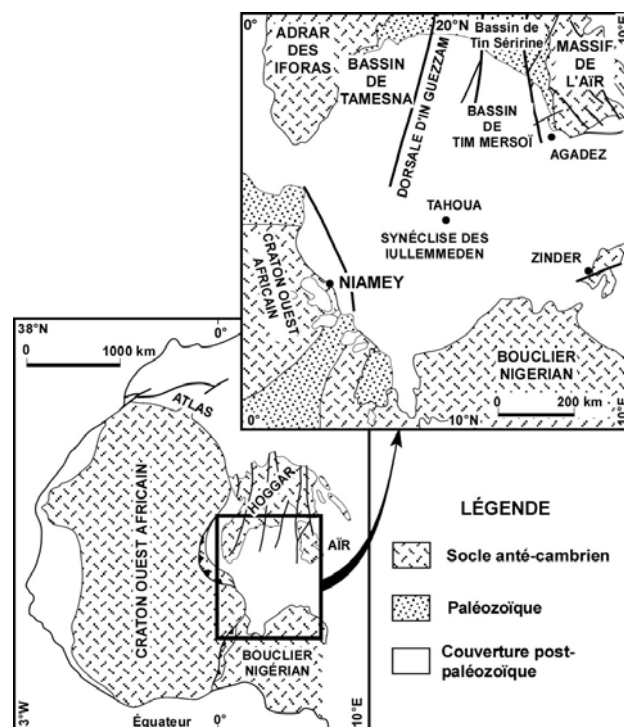 0°
20°N
10°E
ADRAR
DES
IFORAS
BASSIN
DE
TAMESNA
DORSALE D'IN GUEZZAM
Bassin de
Tin Séririne
MASSIF
DE
L'AÏR
BASSIN
DE
TIM MERSOÏ
AGADEZ
TAHOUA
SYNÉCLISE DES
IULLEMMEDEN
ZINDER
CRATON OUEST
AFRICAIN
NIAMEY
BOUCLIER
NIGERIAN
0°
10°N
0 200 km
10°E
38°N
0°
0 1000 km
ATLAS
CRATON OUEST AFRICAIN
HOGGAR
AÏR
BOUCLIER
NIGÉRIAN
3°W
Équateur
0°
10°E
LÉGENDE
Socle anté-cambrien
Paléozoïque
Couverture post-
paléozoïque